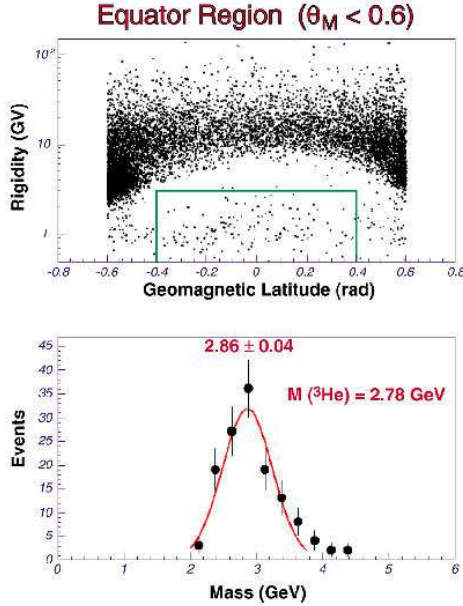 Equator Region (θM < 0.6)
Rigidity (GV)
10²
10
1
-0.8 -0.6 -0.4 -0.2 0 0.2 0.4 0.6 0.8
Geomagnetic Latitude (rad)
Events
45
40
35
30
25
20
15
10
5
0
2.86 ± 0.04
M (³He) = 2.78 GeV
0 1 2 3 4 5 6
Mass (GeV)